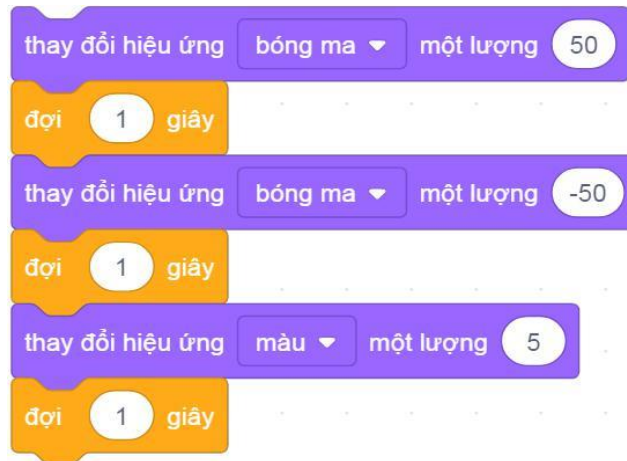 thay đổi hiệu ứng bóng ma một lượng 50
đợi 1 giây
thay đổi hiệu ứng bóng ma một lượng -50
đợi 1 giây
thay đổi hiệu ứng màu một lượng 5
đợi 1 giây